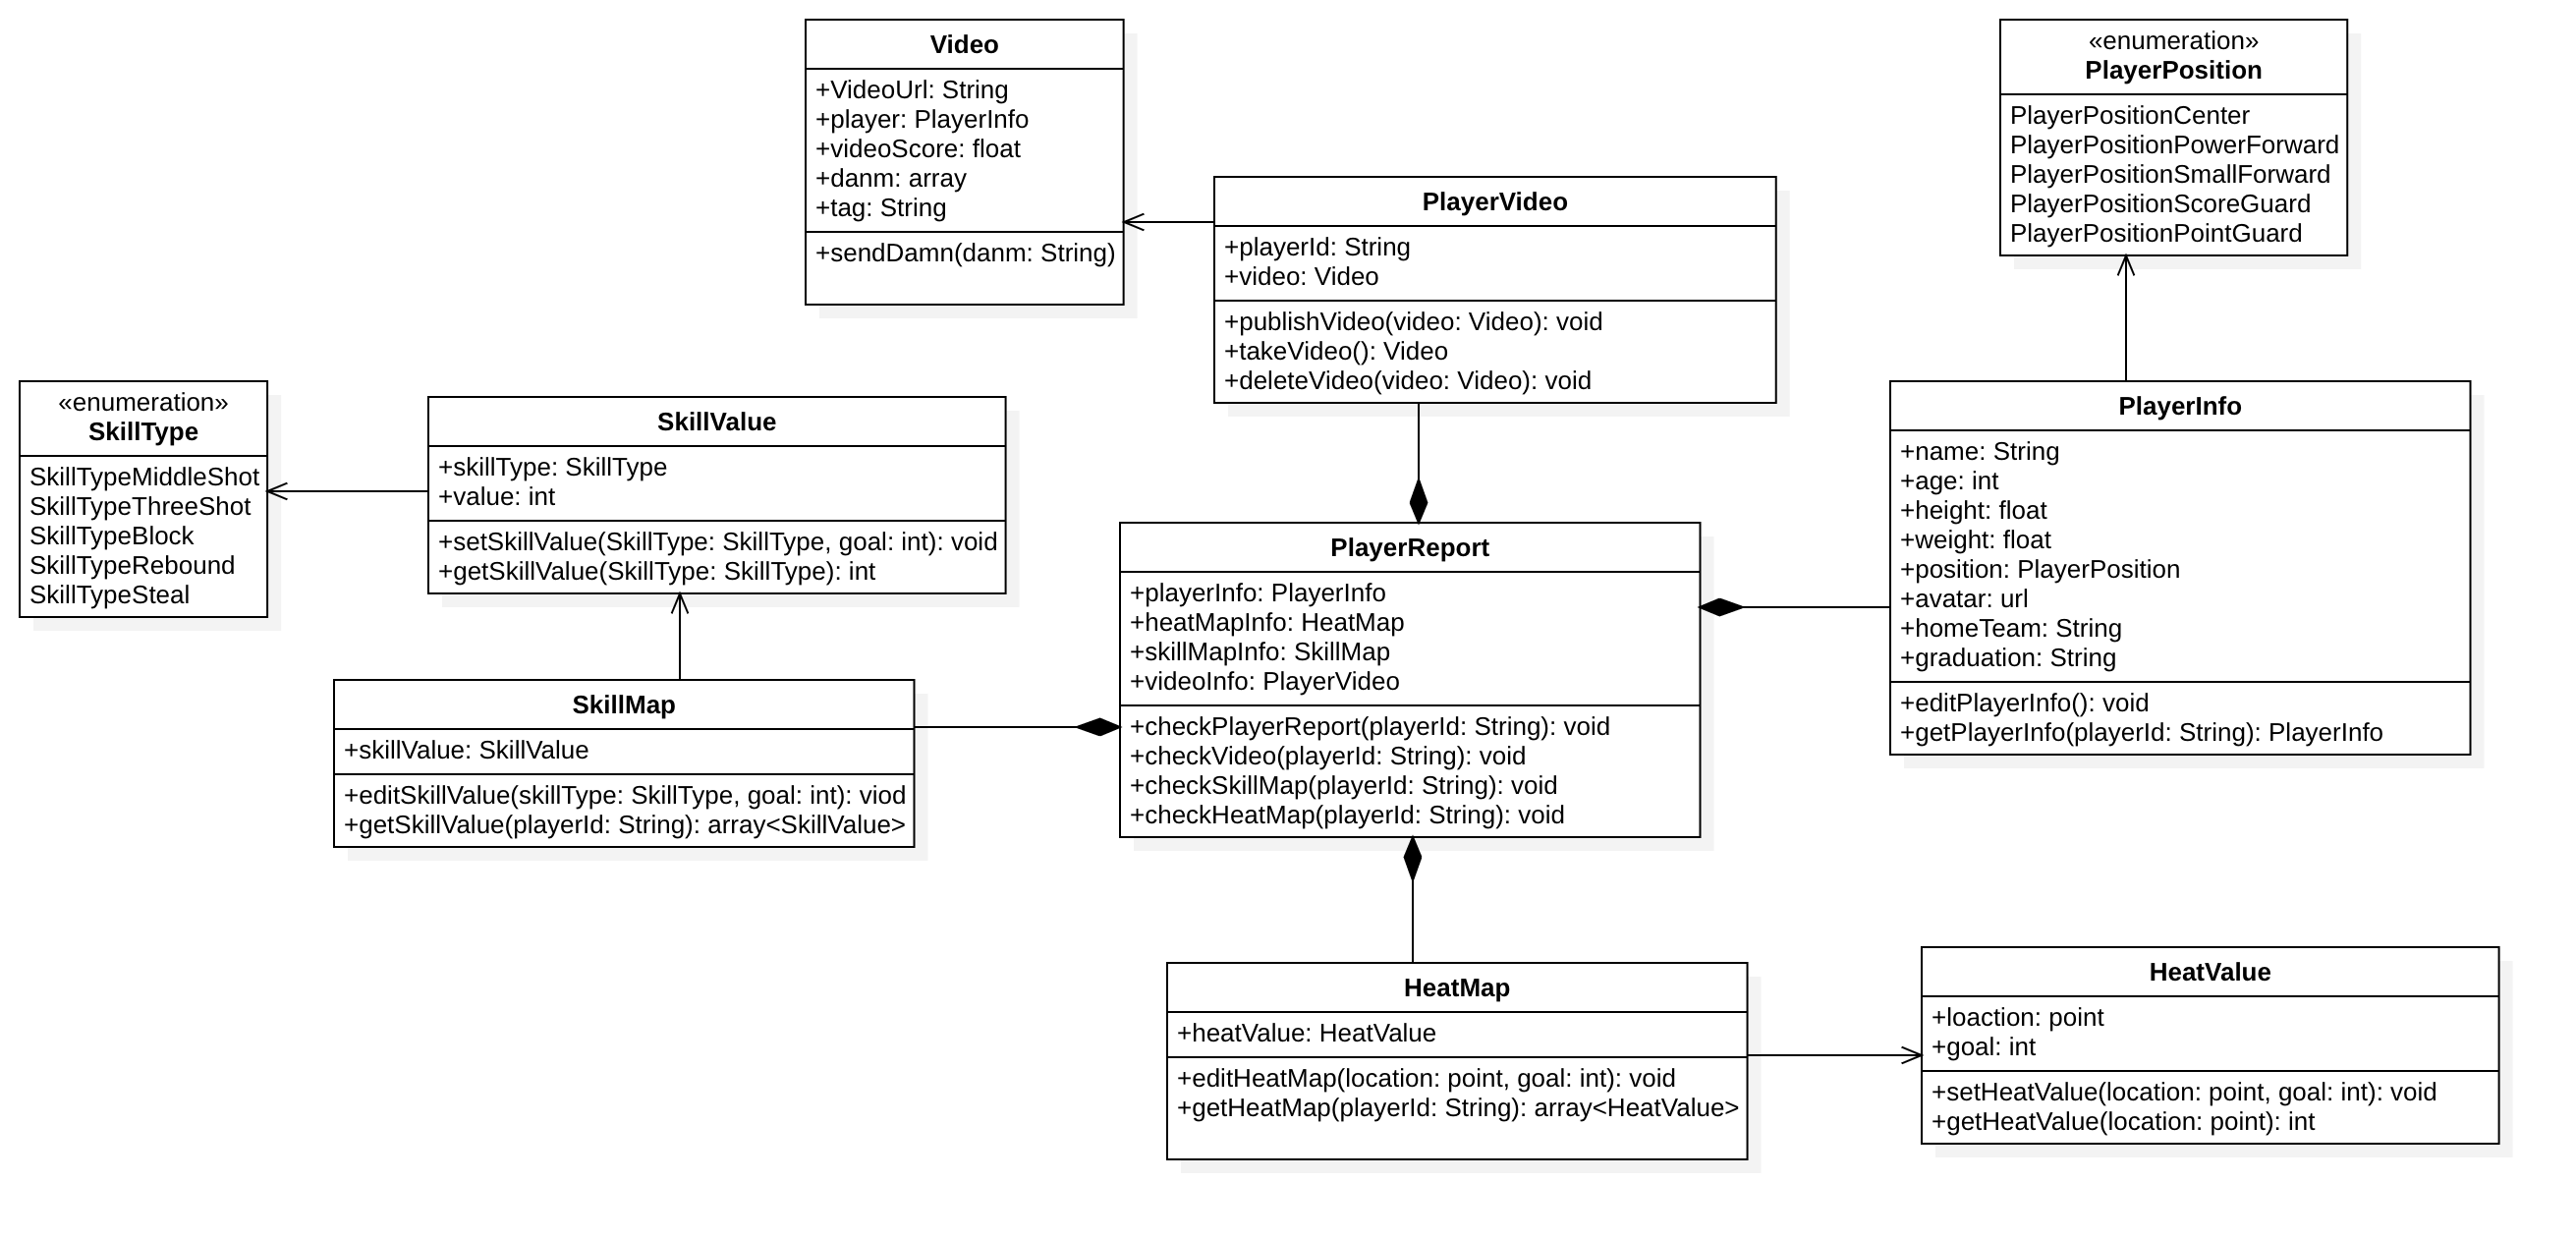 Video
+VideoUrl: String
+player: PlayerInfo
+videoScore: float
+danm: array
+tag: String
+sendDamn(danm: String)
«enumeration»
PlayerPosition
PlayerPositionCenter
PlayerPositionPowerForward
PlayerPositionSmallForward
PlayerPositionScoreGuard
PlayerPositionPointGuard
PlayerVideo
+playerId: String
+video: Video
+publishVideo(video: Video): void
+takeVideo(): Video
+deleteVideo(video: Video): void
«enumeration»
SkillType
SkillTypeMiddleShot
SkillTypeThreeShot
SkillTypeBlock
SkillTypeRebound
SkillTypeSteal
SkillValue
+skillType: SkillType
+value: int
+setSkillValue(SkillType: SkillType, goal: int): void
+getSkillValue(SkillType: SkillType): int
PlayerInfo
+name: String
+age: int
+height: float
+weight: float
+position: PlayerPosition
+avatar: url
+homeTeam: String
+graduation: String
+editPlayerInfo(): void
+getPlayerInfo(playerId: String): PlayerInfo
PlayerReport
+playerInfo: PlayerInfo
+heatMapInfo: HeatMap
+skillMapInfo: SkillMap
+videoInfo: PlayerVideo
+checkPlayerReport(playerId: String): void
+checkVideo(playerId: String): void
+checkSkillMap(playerId: String): void
+checkHeatMap(playerId: String): void
SkillMap
+skillValue: SkillValue
+editSkillValue(skillType: SkillType, goal: int): viod
+getSkillValue(playerId: String): array<SkillValue>
HeatMap
+heatValue: HeatValue
+editHeatMap(location: point, goal: int): void
+getHeatMap(playerId: String): array<HeatValue>
HeatValue
+loaction: point
+goal: int
+setHeatValue(location: point, goal: int): void
+getHeatValue(location: point): int